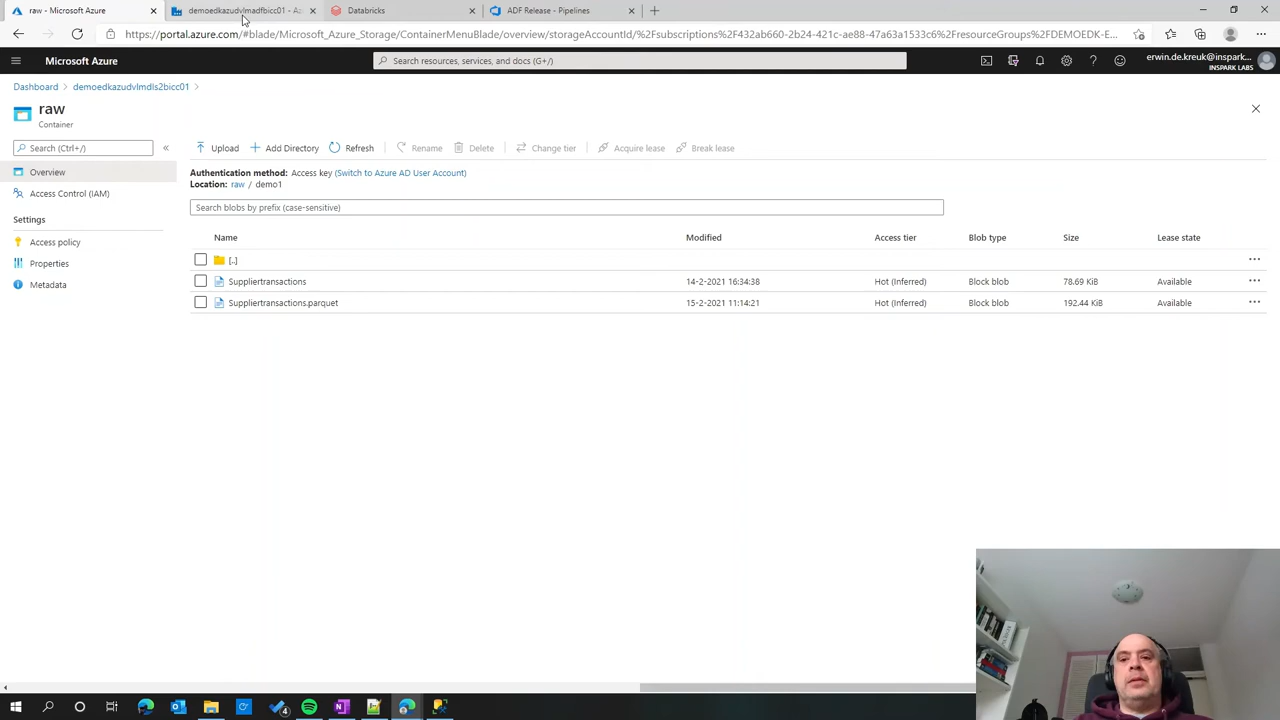 raw - Microsoft Azure
demoedkazudvlmadfbicc01 - Az
Databricks
ADF Release - Pipelines
https://portal.azure.com/#blade/Microsoft_Azure_Storage/ContainerMenuBlade/overview/storageAccountId/%2Fsubscriptions%2F432ab660-2b24-421c-ae88-47a63a1533c6%2FresourceGroups%2FDEMOEDK-E...
Microsoft Azure
Search resources, services, and docs (G+/)
erwin.de.kreuk@inspark....
INSPARK LABS
Dashboard > demoedkazudvlmdls2bicc01 >
raw
Container
Search (Ctrl+/)
Upload
Add Directory
Refresh
Rename
Delete
Change tier
Acquire lease
Break lease
Overview
Access Control (IAM)
Settings
Access policy
Properties
Metadata
Authentication method: Access key (Switch to Azure AD User Account)
Location: raw / demo1
Search blobs by prefix (case-sensitive)
Name Modified Access tier Blob type Size Lease state
[..]
Suppliertransactions 14-2-2021 16:34:38 Hot (Inferred) Block blob 78.69 KiB Available
Suppliertransactions.parquet 15-2-2021 11:14:21 Hot (Inferred) Block blob 192.44 KiB Available